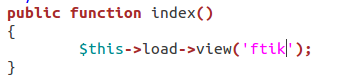 public function index()
{
$this->load->view('ftik');
}